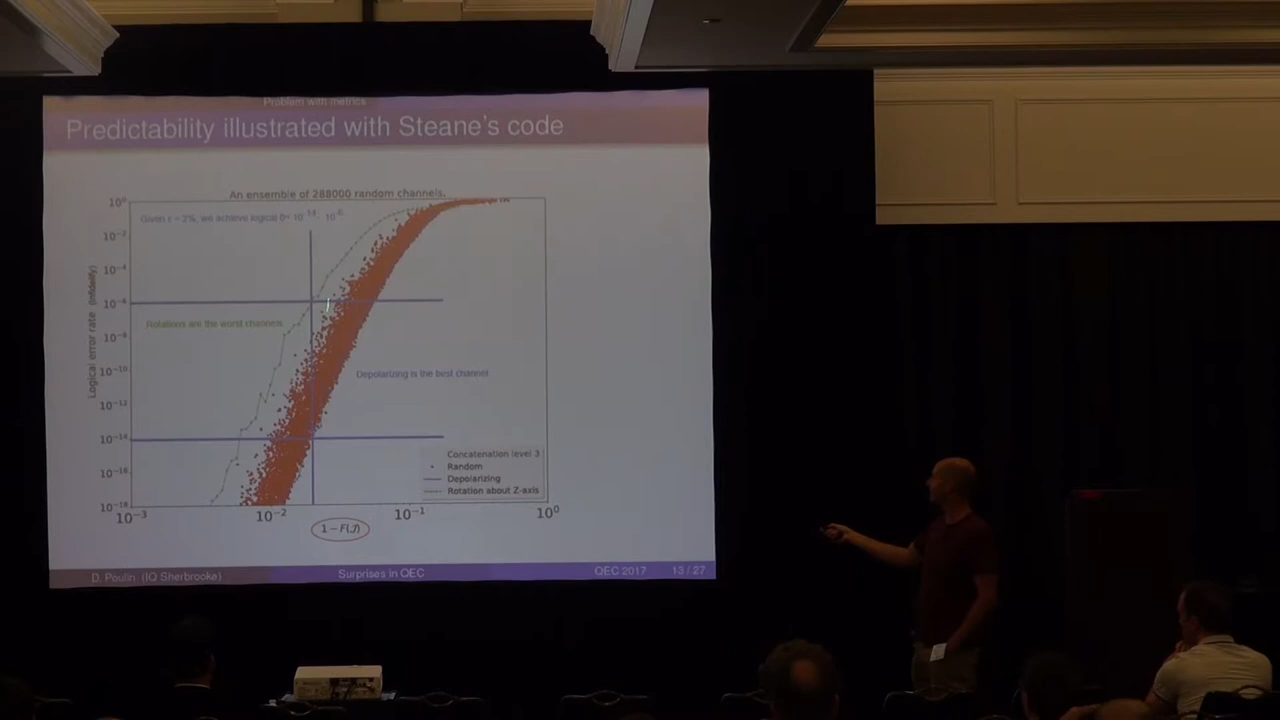 Problem with metrics
Predictability illustrated with Steane's code
An ensemble of 288000 random channels.
Given ε = 2%, we achieve logical
10⁰
10⁻²
10⁻⁴
10⁻⁶
10⁻⁸
10⁻¹⁰
10⁻¹²
10⁻¹⁴
10⁻¹⁶
10⁻¹⁸
Logical error rate (Infidelity)
Rotations are the worst channels
Depolarizing is the best channel
Concatenation level 3
Random
Depolarizing
Rotation about Z-axis
10⁻³ 10⁻² 10⁻¹ 10⁰
1 − F(J)
D. Poulin (IQ Sherbrooke) Surprises in QEC QEC 2017 13 / 27